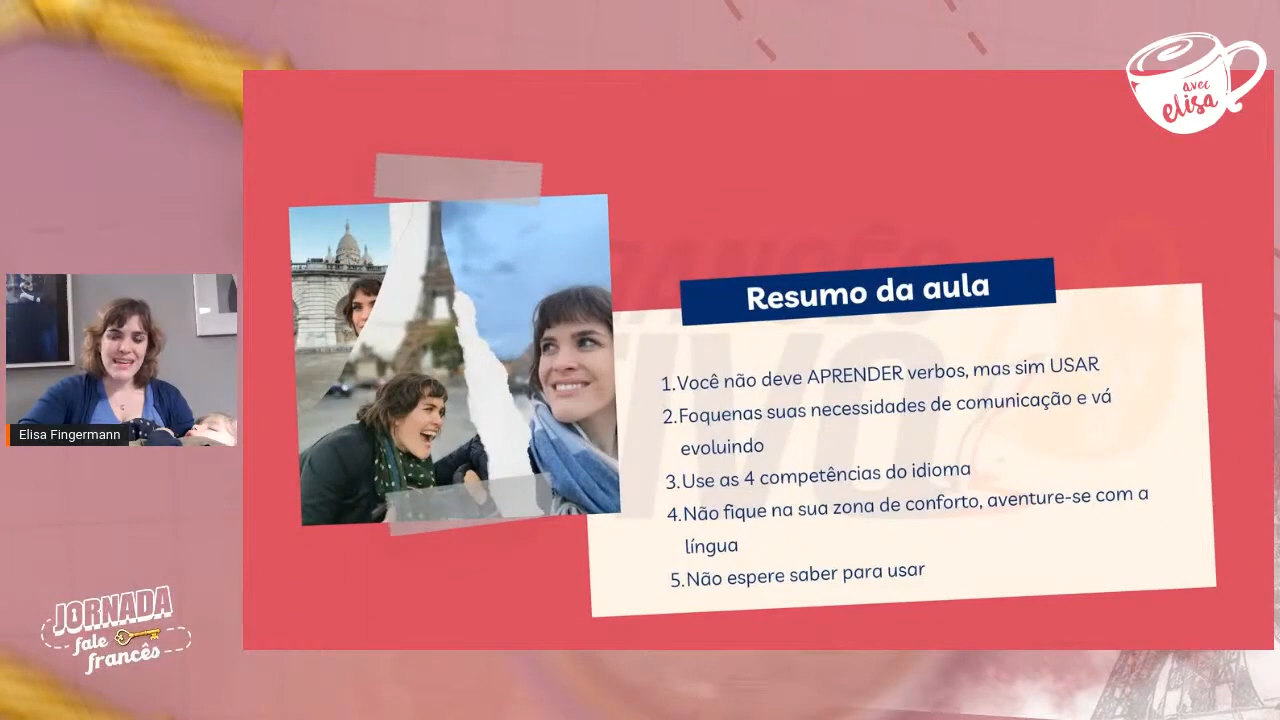 avec
elisa
Resumo da aula
1.Você não deve APRENDER verbos, mas sim USAR
2.Foquenas suas necessidades de comunicação e vá
evoluindo
3.Use as 4 competências do idioma
4.Não fique na sua zona de conforto, aventure-se com a
língua
5.Não espere saber para usar
Elisa Fingermann
JORNADA
fale
francês